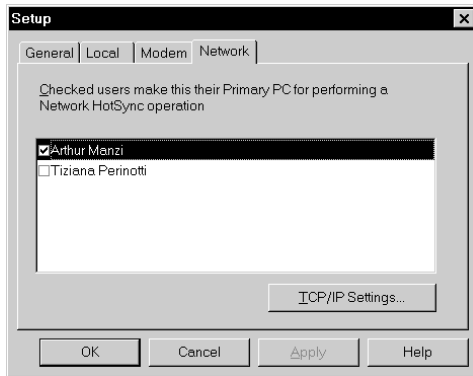 Setup
General Local Modem Network
Checked users make this their Primary PC for performing a
Network HotSync operation
Arthur Manzi
Tiziana Perinotti
TCP/IP Settings...
OK Cancel Apply Help